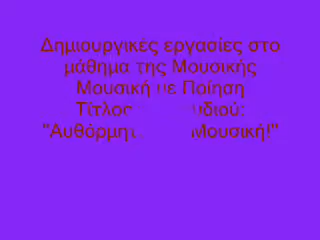 Δημιουργικές εργασίες στο
μάθημα της Μουσικής
Μουσική με Ποίηση
Τίτλος
Μουσική!"